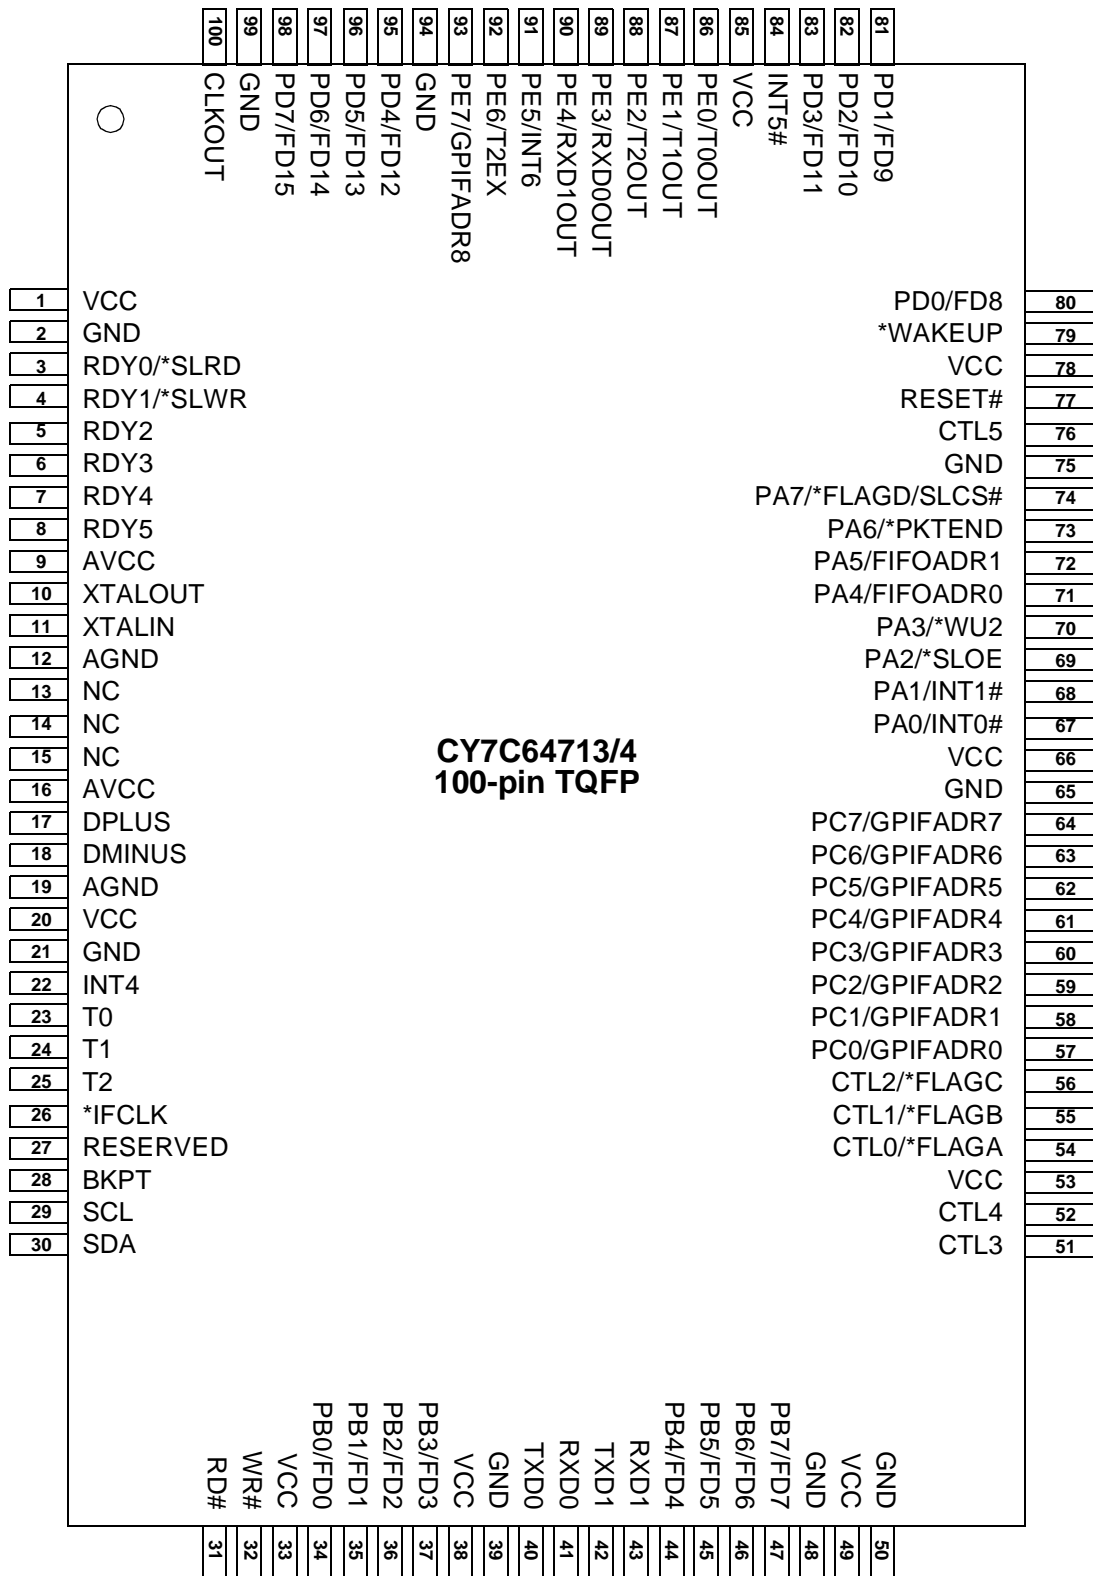 100 99 98 97 96 95 94 93 92 91 90 89 88 87 86 85 84 83 82 81
CLKOUT
GND
PD7/FD15
PD6/FD14
PD5/FD13
PD4/FD12
GND
PE7/GPIFADR8
PE6/T2EX
PE5/INT6
PE4/RXD1OUT
PE3/RXD0OUT
PE2/T2OUT
PE1/T1OUT
PE0/T0OUT
VCC
INT5#
PD3/FD11
PD2/FD10
PD1/FD9
1 VCC
2 GND
3 RDY0/*SLRD
4 RDY1/*SLWR
5 RDY2
6 RDY3
7 RDY4
8 RDY5
9 AVCC
10 XTALOUT
11 XTALIN
12 AGND
13 NC
14 NC
15 NC
16 AVCC
17 DPLUS
18 DMINUS
19 AGND
20 VCC
21 GND
22 INT4
23 T0
24 T1
25 T2
26 *IFCLK
27 RESERVED
28 BKPT
29 SCL
30 SDA
CY7C64713/4
100-pin TQFP
PD0/FD8 80
*WAKEUP 79
VCC 78
RESET# 77
CTL5 76
GND 75
PA7/*FLAGD/SLCS# 74
PA6/*PKTEND 73
PA5/FIFOADR1 72
PA4/FIFOADR0 71
PA3/*WU2 70
PA2/*SLOE 69
PA1/INT1# 68
PA0/INT0# 67
VCC 66
GND 65
PC7/GPIFADR7 64
PC6/GPIFADR6 63
PC5/GPIFADR5 62
PC4/GPIFADR4 61
PC3/GPIFADR3 60
PC2/GPIFADR2 59
PC1/GPIFADR1 58
PC0/GPIFADR0 57
CTL2/*FLAGC 56
CTL1/*FLAGB 55
CTL0/*FLAGA 54
VCC 53
CTL4 52
CTL3 51
RD#
WR#
VCC
PB0/FD0
PB1/FD1
PB2/FD2
PB3/FD3
VCC
GND
TXD0
RXD0
TXD1
RXD1
PB4/FD4
PB5/FD5
PB6/FD6
PB7/FD7
GND
VCC
GND
31 32 33 34 35 36 37 38 39 40 41 42 43 44 45 46 47 48 49 50